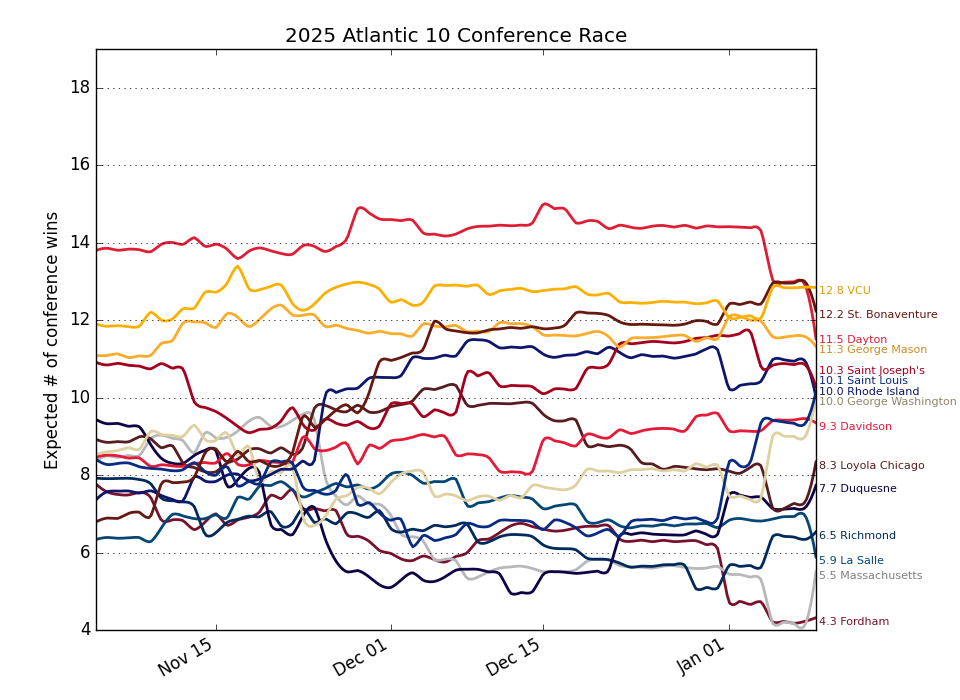 2025 Atlantic 10 Conference Race
Expected # of conference wins
18
16
14
12
10
8
6
4
Nov 15
Dec 01
Dec 15
Jan 01
12.8 VCU
12.2 St. Bonaventure
11.5 Dayton
11.3 George Mason
10.3 Saint Joseph's
10.1 Saint Louis
10.0 Rhode Island
10.0 George Washington
9.3 Davidson
8.3 Loyola Chicago
7.7 Duquesne
6.5 Richmond
5.9 La Salle
5.5 Massachusetts
4.3 Fordham